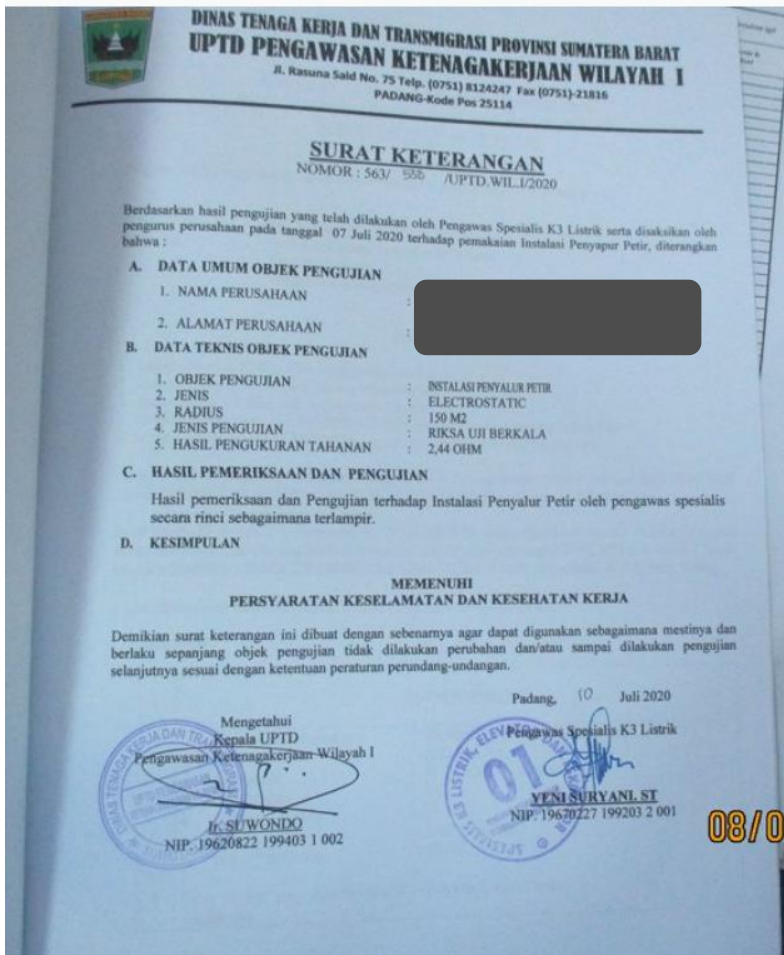 DINAS TENAGA KERJA DAN TRANSMIGRASI PROVINSI SUMATERA BARAT
UPTD PENGAWASAN KETENAGAKERJAAN WILAYAH I
Jl. Rasuna Said No. 75 Telp. (0751) 8124247 Fax (0751)-21816
PADANG-Kode Pos 25114
SURAT KETERANGAN
NOMOR : 563/ /UPTD.WIL.I/2020
Berdasarkan hasil pengujian yang telah dilakukan oleh Pengawas Spesialis K3 Listrik serta disaksikan oleh
pengurus perusahaan pada tanggal 07 Juli 2020 terhadap pemakaian Instalasi Penyapur Petir, diterangkan
bahwa :
A. DATA UMUM OBJEK PENGUJIAN
1. NAMA PERUSAHAAN :
2. ALAMAT PERUSAHAAN :
B. DATA TEKNIS OBJEK PENGUJIAN
1. OBJEK PENGUJIAN : INSTALASI PENYALUR PETIR
2. JENIS : ELECTROSTATIC
3. RADIUS : 150 M2
4. JENIS PENGUJIAN : RIKSA UJI BERKALA
5. HASIL PENGUKURAN TAHANAN : 2,44 OHM
C. HASIL PEMERIKSAAN DAN PENGUJIAN
Hasil pemeriksaan dan Pengujian terhadap Instalasi Penyalur Petir oleh pengawas spesialis
secara rinci sebagaimana terlampir.
D. KESIMPULAN
MEMENUHI
PERSYARATAN KESELAMATAN DAN KESEHATAN KERJA
Demikian surat keterangan ini dibuat dengan sebenarnya agar dapat digunakan sebagaimana mestinya dan
berlaku sepanjang objek pengujian tidak dilakukan perubahan dan/atau sampai dilakukan pengujian
selanjutnya sesuai dengan ketentuan peraturan perundang-undangan.
Padang, 10 Juli 2020
Mengetahui
Kepala UPTD
Pengawasan Ketenagakerjaan Wilayah I
Ir. SUWONDO
NIP. 19620822 199403 1 002
Pengawas Spesialis K3 Listrik
01
YENI SURYANI. ST
NIP. 19670227 199203 2 001
08/0